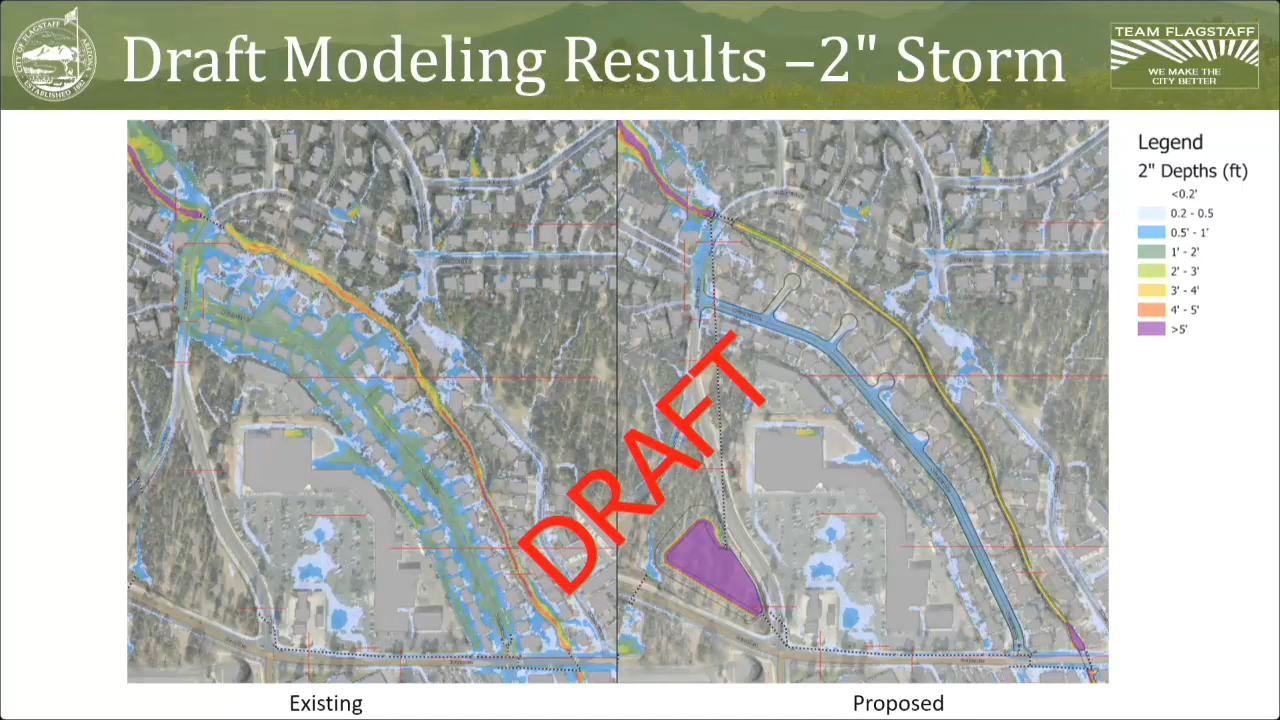 CITY OF FLAGSTAFF
ARIZONA
ESTABLISHED 1882
Draft Modeling Results –2" Storm
TEAM FLAGSTAFF
WE MAKE THE
CITY BETTER
Legend
2" Depths (ft)
<0.2'
0.2 - 0.5
0.5' - 1'
1' - 2'
2' - 3'
3' - 4'
4' - 5'
>5'
DRAFT
Existing
Proposed